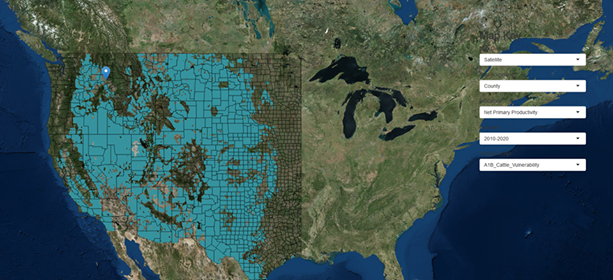 Satellite
County
Net Primary Productivity
2010-2020
A1B_Cattle_Vulnerability